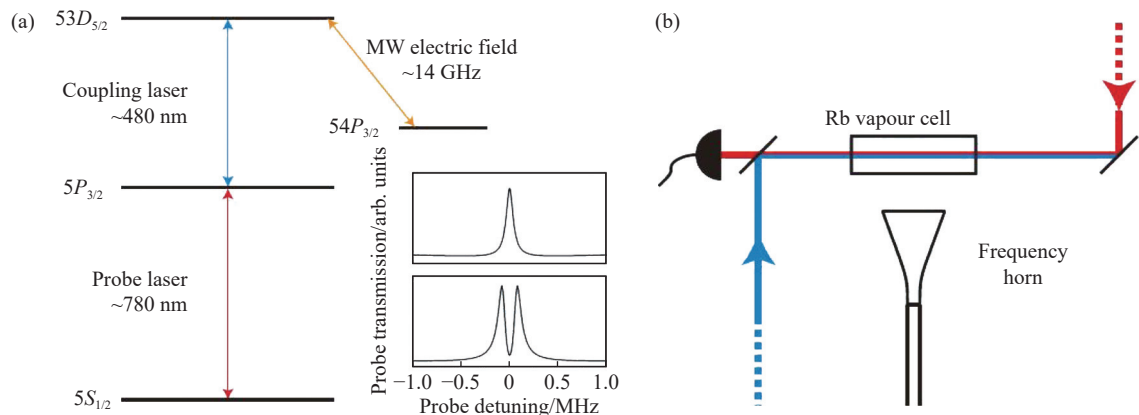 (a)
53D5/2
MW electric field
~14 GHz
Coupling laser
~480 nm
54P3/2
5P3/2
Probe laser
~780 nm
5S1/2
Probe transmission/arb. units
−1.0 −0.5 0 0.5 1.0
Probe detuning/MHz
(b)
Rb vapour cell
Frequency
horn